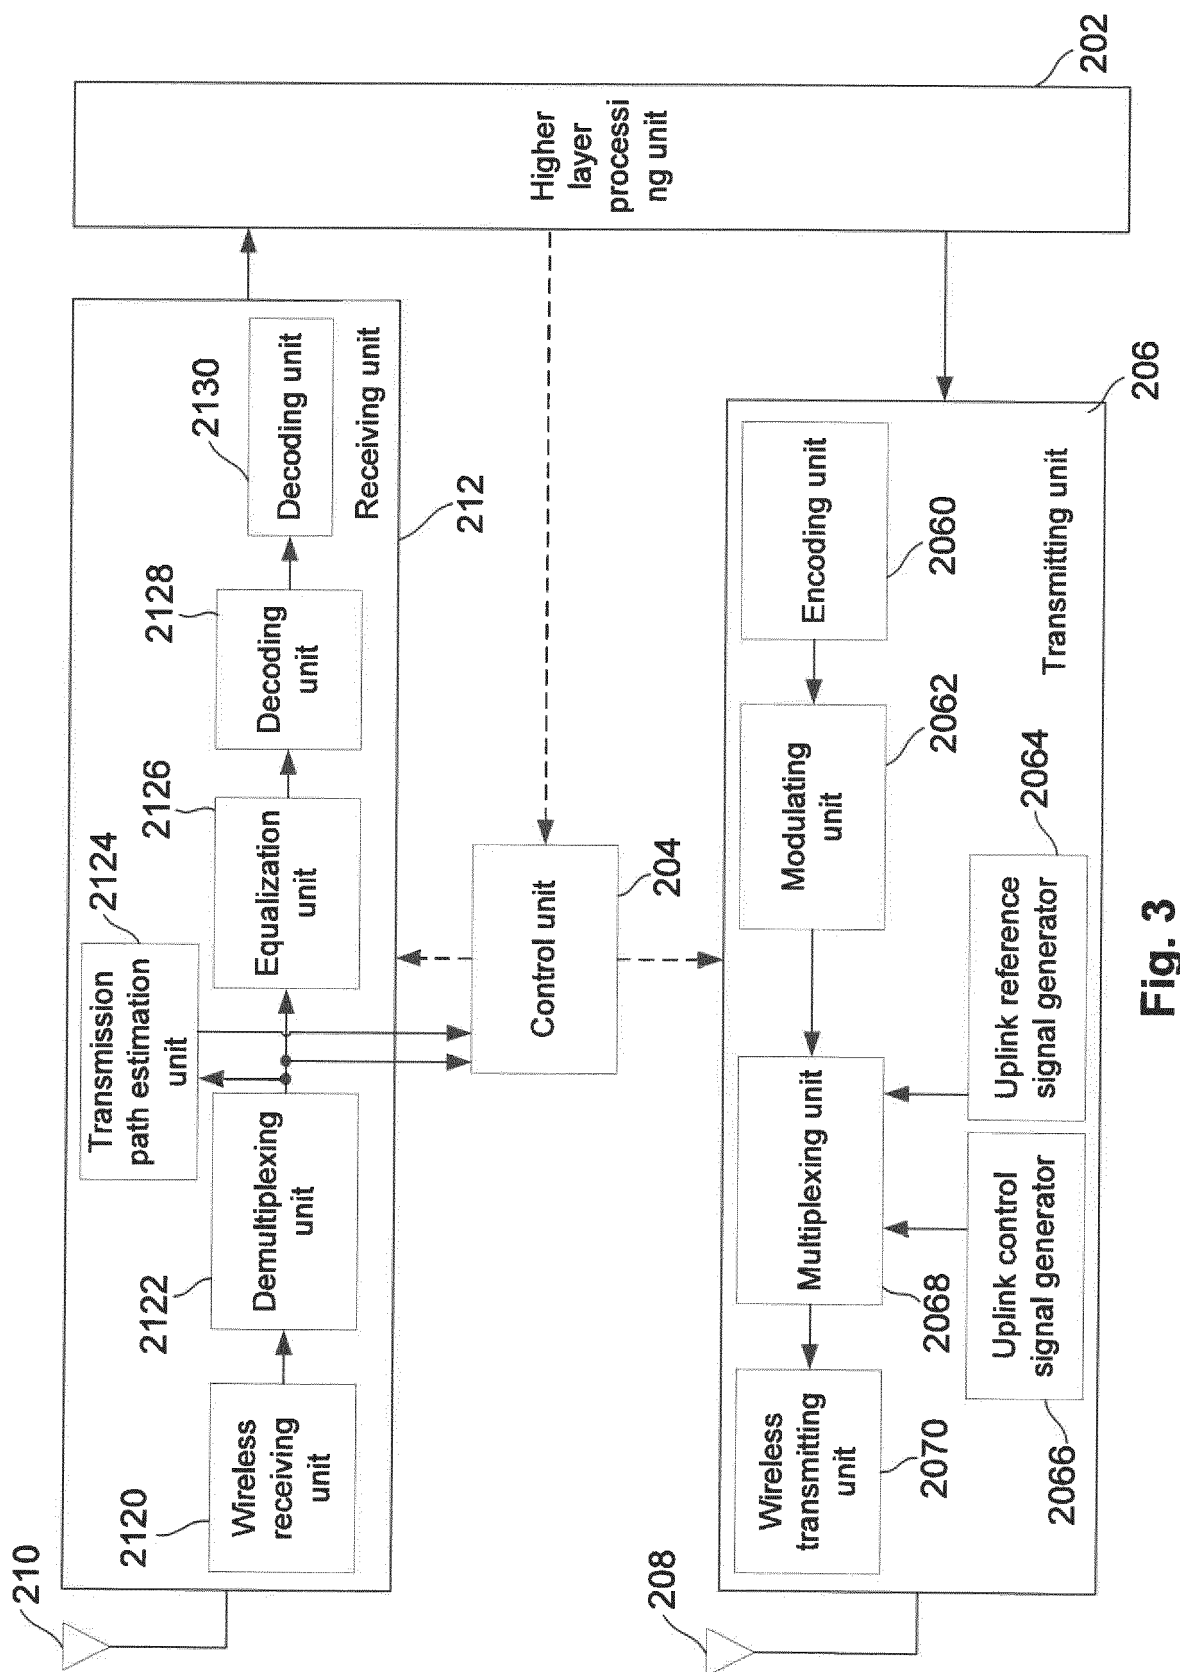 210
2120
Wireless
receiving
unit
2122
Demultiplexing
unit
Transmission
path estimation
unit
2124
Equalization
unit
2126
Decoding
unit
2128
Decoding unit
2130
Receiving unit
212
Higher
layer
processi
ng unit
202
Control unit
204
208
Wireless
transmitting
unit
2070
Multiplexing unit
2068
Modulating
unit
2062
Encoding unit
2060
Uplink control
signal generator
2066
Uplink reference
signal generator
2064
Transmitting unit
206
Fig. 3